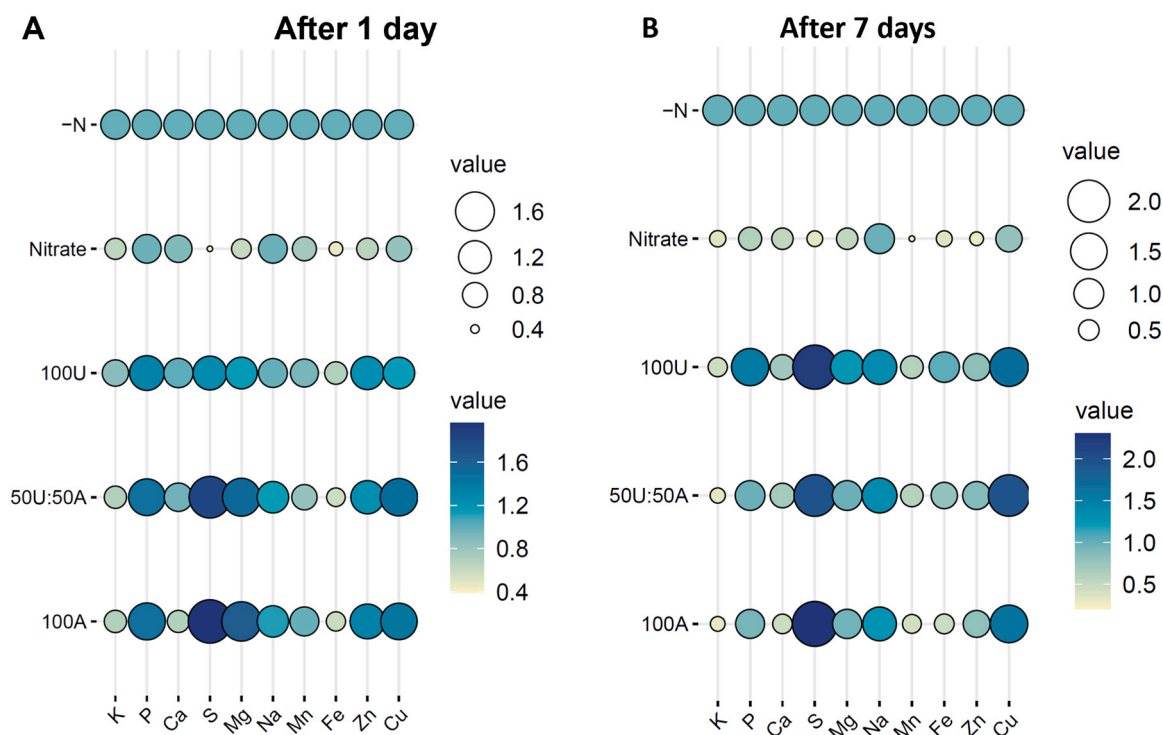 A After 1 day
−N
Nitrate
100U
50U:50A
100A
K P Ca S Mg Na Mn Fe Zn Cu
value
1.6
1.2
0.8
0.4
value
1.6
1.2
0.8
0.4
B After 7 days
−N
Nitrate
100U
50U:50A
100A
K P Ca S Mg Na Mn Fe Zn Cu
value
2.0
1.5
1.0
0.5
value
2.0
1.5
1.0
0.5